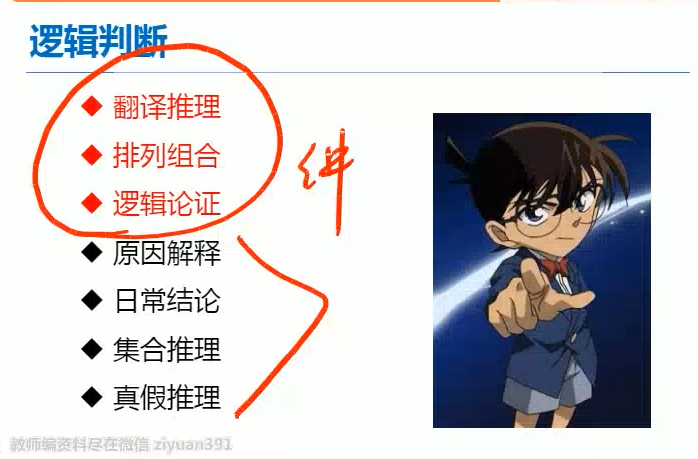 逻辑判断
◆ 翻译推理
◆ 排列组合
◆ 逻辑论证
◆ 原因解释
◆ 日常结论
◆ 集合推理
◆ 真假推理
教师编资料尽在微信 ziyuan391